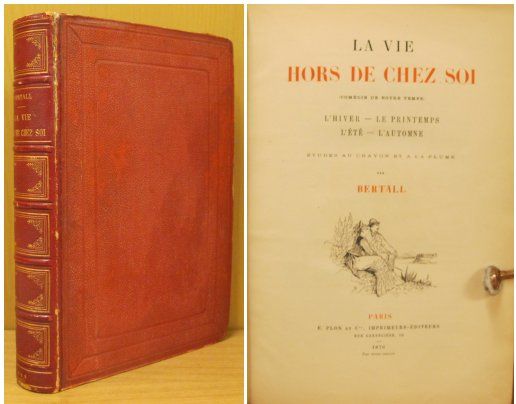 BERTALL
LA VIE
HORS DE CHEZ SOI
LA VIE
HORS DE CHEZ SOI
(COMÉDIE DE NOTRE TEMPS)
L'HIVER — LE PRINTEMPS
L'ÉTÉ — L'AUTOMNE
ÉTUDES AU CRAYON ET A LA PLUME
PAR
BERTALL
PARIS
E. PLON ET Cie, IMPRIMEURS-ÉDITEURS
RUE GARANCIÈRE, 10
1876